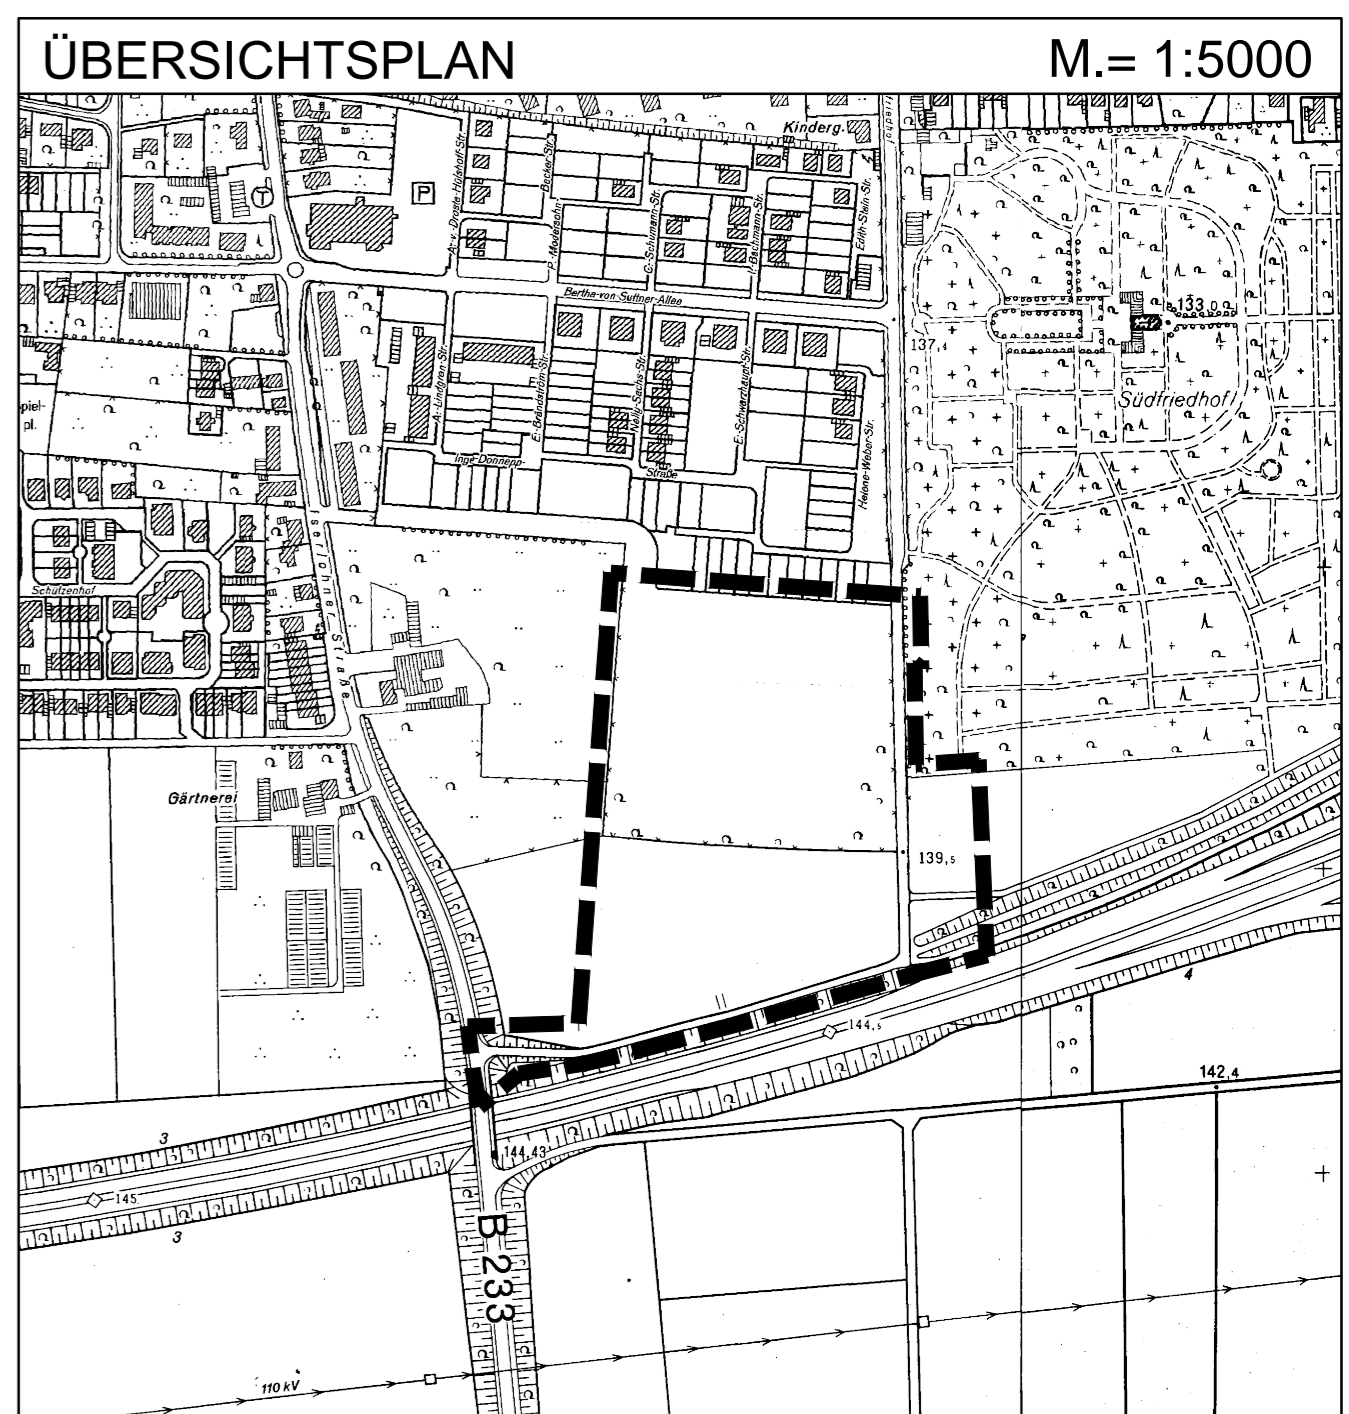 ÜBERSICHTSPLAN
M.= 1:5000
Kinderg.
P
T
A.-v.-Droste-Hülshoff-Str.
P.-Modersohn-
Becker-Str.
C.-Schumann-Str.
I.-Bachmann-Str.
Edith-Stein-Str.
Bertha-von-Suttner-Allee
133,0
137,4
Südfriedhof
A.-Lindgren-Str.
E.-Brändström-Str.
Nelly-Sachs-Str.
E.-Schwarzhaupt-Str.
Helene-Weber-Str.
Spiel-
pl.
Inge-Donnepp-
Straße
Iserlohner Straße
Schützenhof
Gärtnerei
139,5
144,5
4
142,4
3
144,43
145
3
B 233
110 kV